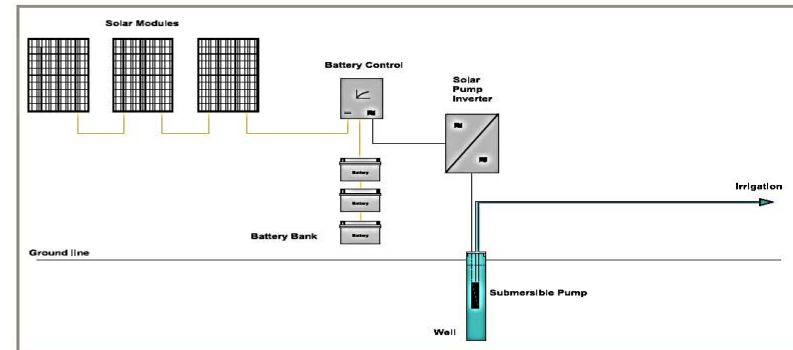 Solar Modules
Battery Control
Solar
Pump
Inverter
Battery
Battery
Battery
Irrigation
Battery Bank
Ground line
Submersible Pump
Well